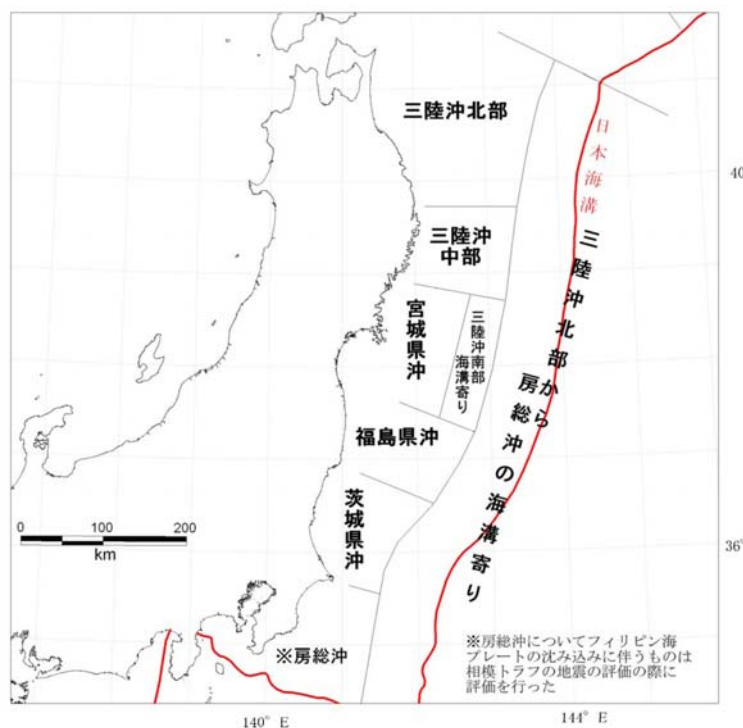 三陸沖北部
日本海溝
40
三陸沖
中部
三陸沖北部から
房総沖の海溝寄り
宮城県沖
三陸沖南部
海溝寄り
福島県沖
茨城県沖
0 100 200
km
36°
※房総沖
※房総沖についてフィリピン海
プレートの沈み込みに伴うものは
相模トラフの地震の評価の際に
評価を行った
140°E
144°E